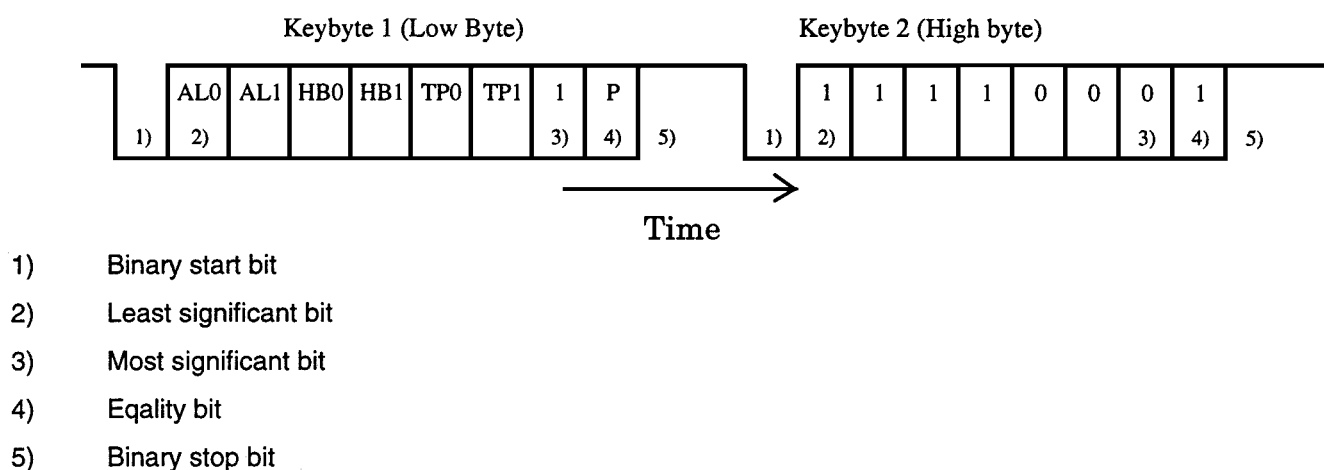 Keybyte 1 (Low Byte) Keybyte 2 (High byte)
AL0 AL1 HB0 HB1 TP0 TP1 1 P 1 1 1 1 0 0 0 1
1) 2) 3) 4) 5) 1) 2) 3) 4) 5)
Time
1) Binary start bit
2) Least significant bit
3) Most significant bit
4) Eqality bit
5) Binary stop bit